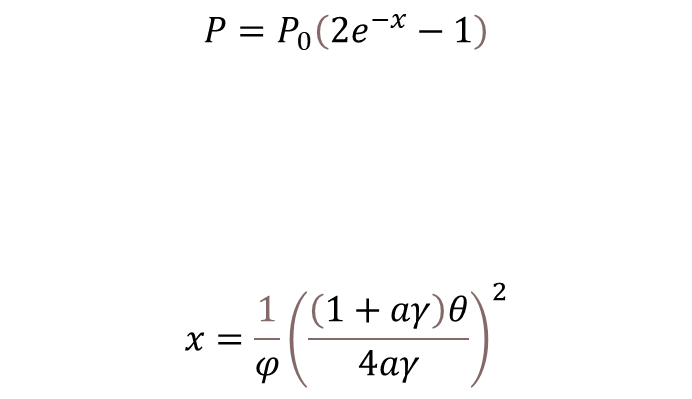 P = P₀(2e⁻ˣ − 1)
x = 1/φ ((1 + aγ)θ / 4aγ)²